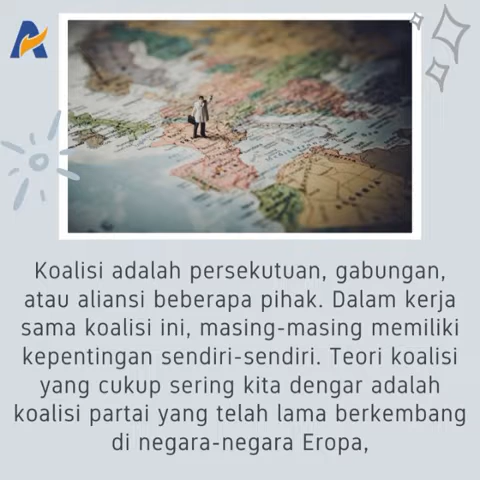 Koalisi adalah persekutuan, gabungan,
atau aliansi beberapa pihak. Dalam kerja
sama koalisi ini, masing-masing memiliki
kepentingan sendiri-sendiri. Teori koalisi
yang cukup sering kita dengar adalah
koalisi partai yang telah lama berkembang
di negara-negara Eropa,